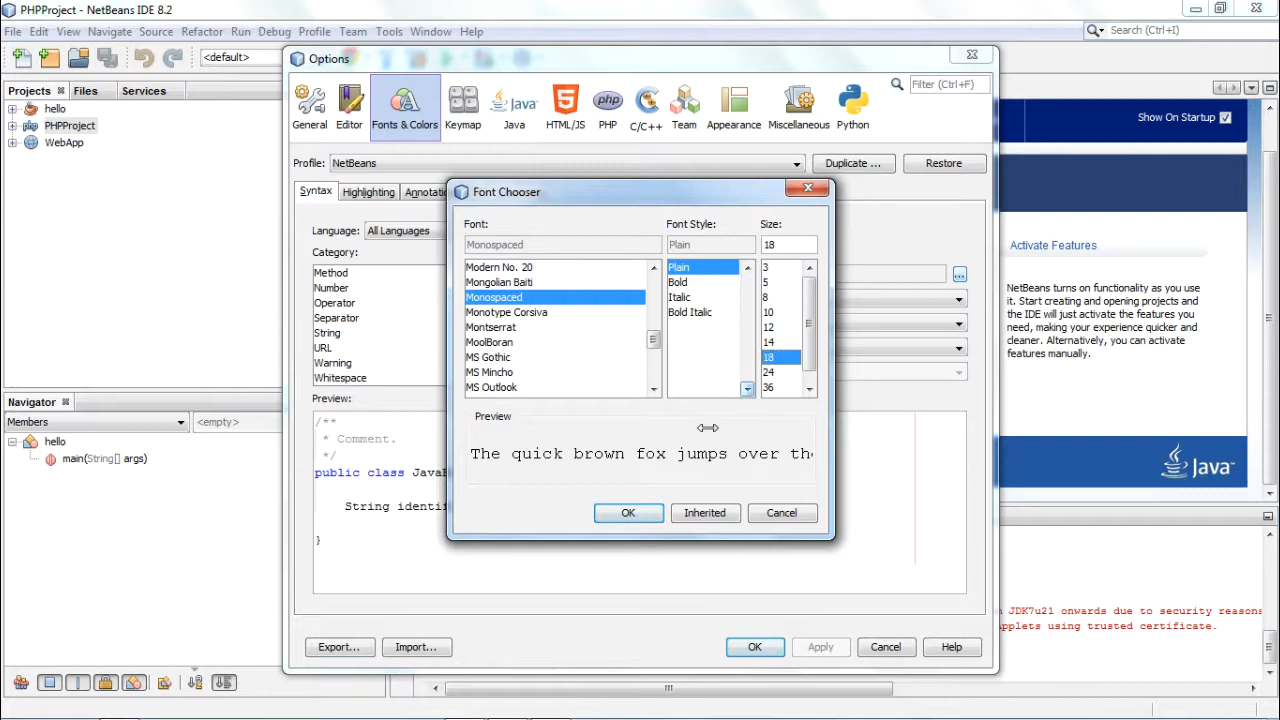 PHPProject - NetBeans IDE 8.2
File Edit View Navigate Source Refactor Run Debug Profile Team Tools Window Help
Search (Ctrl+I)
<default>
Projects Files Services
hello
PHPProject
WebApp
Navigator
Members
<empty>
hello
main(String[] args)
Options
General Editor Fonts & Colors Keymap Java HTML/JS PHP C/C++ Team Appearance Miscellaneous Python
Filter (Ctrl+F)
Profile: NetBeans Duplicate ... Restore
Syntax Highlighting
Language: All Languages
Category:
Method
Number
Operator
Separator
String
URL
Warning
Whitespace
Preview:
/**
* Comment.
*/
public class
String
}
Export... Import... OK Apply Cancel Help
Font Chooser
Font: Font Style: Size:
Monospaced Plain 18
Modern No. 20
Mongolian Baiti
Monospaced
Monotype Corsiva
Montserrat
MoolBoran
MS Gothic
MS Mincho
MS Outlook
Plain
Bold
Italic
Bold Italic
3
5
8
10
12
14
18
24
36
Preview
The quick brown fox jumps over
OK Inherited Cancel
Show On Startup
Activate Features
NetBeans turns on functionality as you
use it. Start creating and opening projects and
the IDE will just activate the features you
need, making your experience quicker and
cleaner. Alternatively, you can activate
features manually.
Java
JDK7u21 onwards due to security reasons
using trusted certificate.